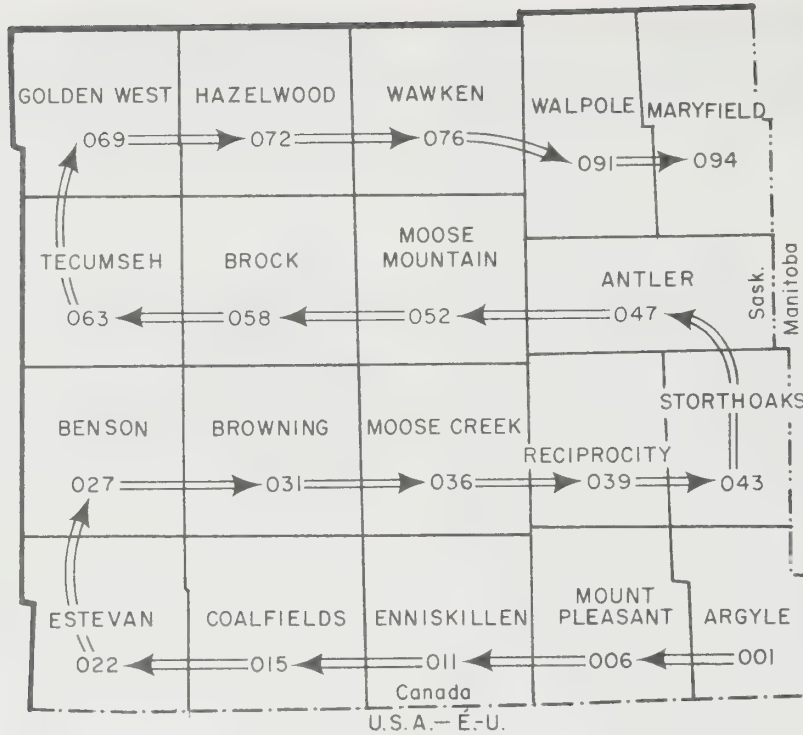 GOLDEN WEST HAZELWOOD WAWKEN WALPOLE MARYFIELD
069 072 076 091 094
TECUMSEH BROCK MOOSE MOUNTAIN ANTLER
063 058 052 047
Sask.
Manitoba
STORTHOAKS
BENSON BROWNING MOOSE CREEK RECIPROCITY
027 031 036 039 043
ESTEVAN COALFIELDS ENNISKILLEN MOUNT PLEASANT ARGYLE
022 015 011 006 001
Canada
U.S.A.— É.-U.